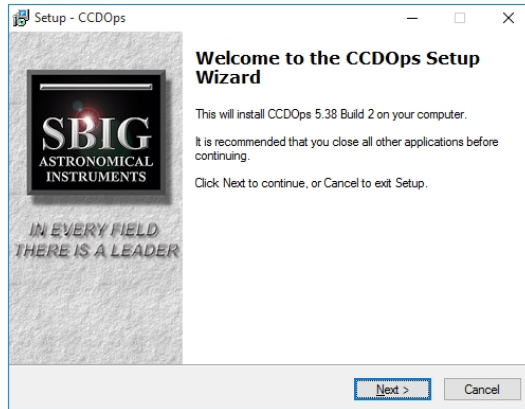 Setup - CCDOps
SBIG
ASTRONOMICAL
INSTRUMENTS
IN EVERY FIELD
THERE IS A LEADER
Welcome to the CCDOps Setup
Wizard
This will install CCDOps 5.38 Build 2 on your computer.
It is recommended that you close all other applications before
continuing.
Click Next to continue, or Cancel to exit Setup.
Next >
Cancel